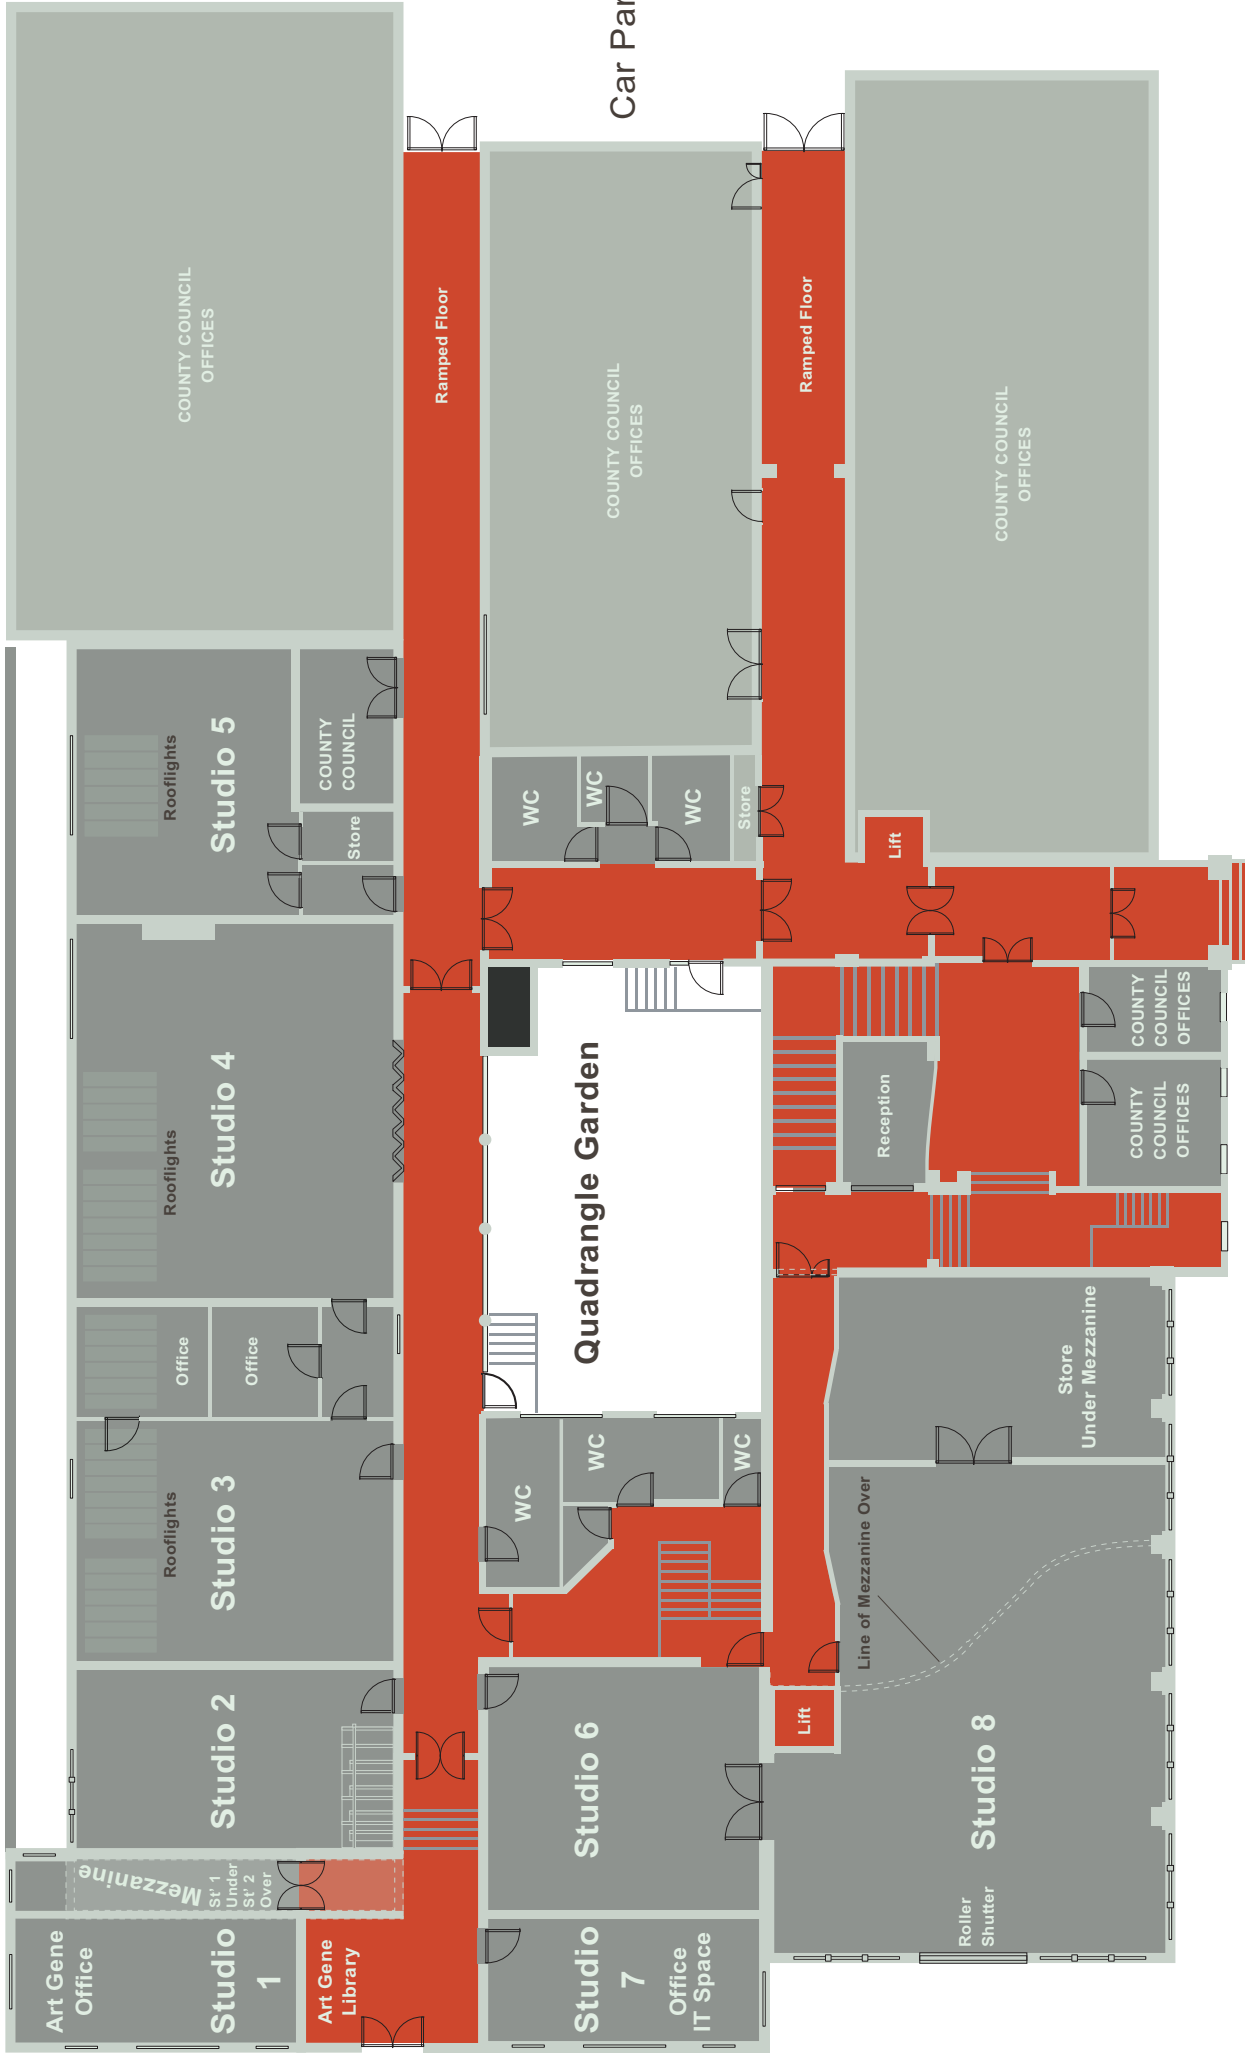 Car Par
COUNTY COUNCIL
OFFICES
Ramped Floor
COUNTY COUNCIL
OFFICES
Ramped Floor
COUNTY COUNCIL
OFFICES
Studio 5
Rooflights
COUNTY
COUNCIL
Store
WC
WC
WC
Store
Lift
Studio 4
Rooflights
Quadrangle Garden
Reception
COUNTY
COUNCIL
OFFICES
COUNTY
COUNCIL
OFFICES
Office
Office
Store
Under Mezzanine
Studio 3
Rooflights
WC
WC
WC
Line of Mezzanine Over
Studio 2
Studio 6
Lift
Studio 8
Roller
Shutter
Mezzanine
St' 1
Under
St' 2
Over
Art Gene
Office
Studio
1
Art Gene
Library
Studio
7
Office
IT Space